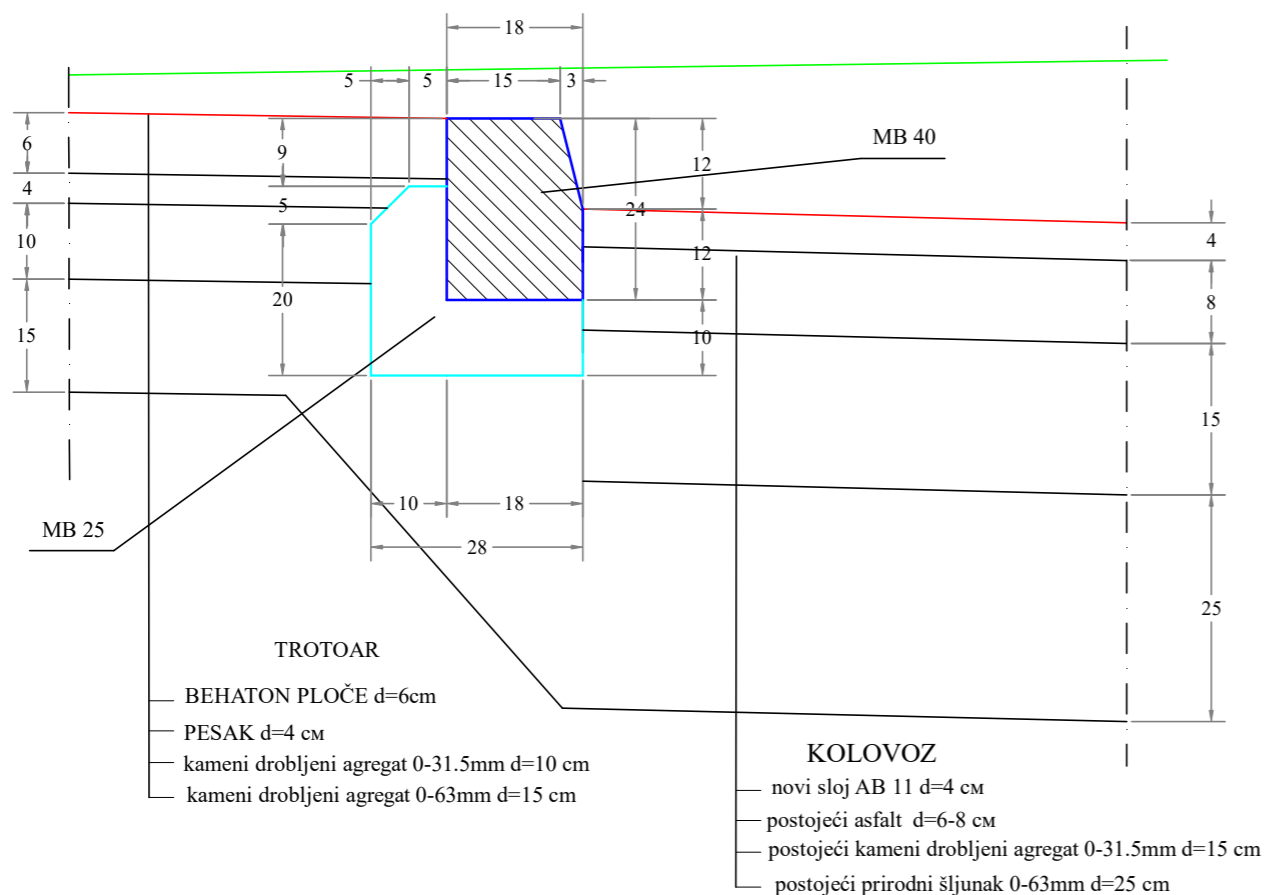 18
5
5
15
3
6
9
12
MB 40
4
5
24
4
10
12
20
8
15
10
15
10
18
MB 25
28
25
TROTOAR
BEHATON PLOČE d=6cm
PESAK d=4 см
kameni drobljeni agregat 0-31.5mm d=10 cm
kameni drobljeni agregat 0-63mm d=15 cm
KOLOVOZ
novi sloj AB 11 d=4 см
postojeći asfalt d=6-8 см
postojeći kameni drobljeni agregat 0-31.5mm d=15 cm
postojeći prirodni šljunak 0-63mm d=25 cm